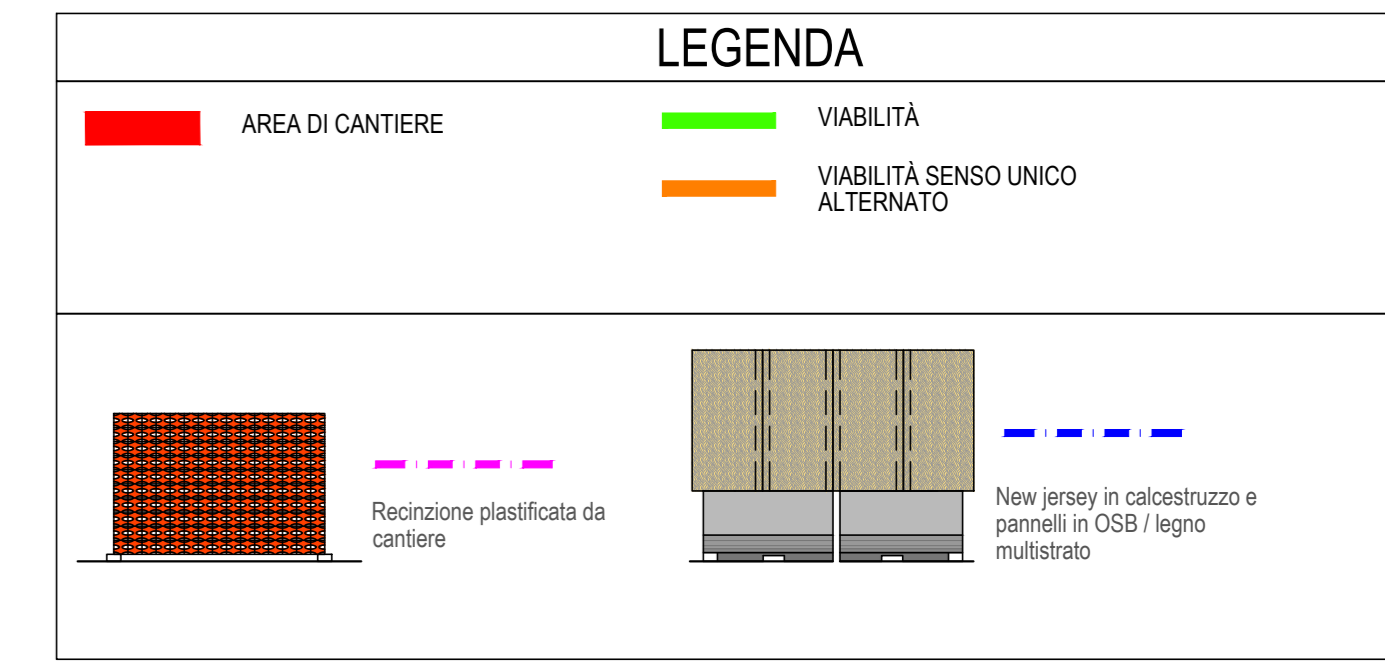 LEGENDA
AREA DI CANTIERE
VIABILITÀ
VIABILITÀ SENSO UNICO
ALTERNATO
Recinzione plastificata da
cantiere
New jersey in calcestruzzo e
pannelli in OSB / legno
multistrato